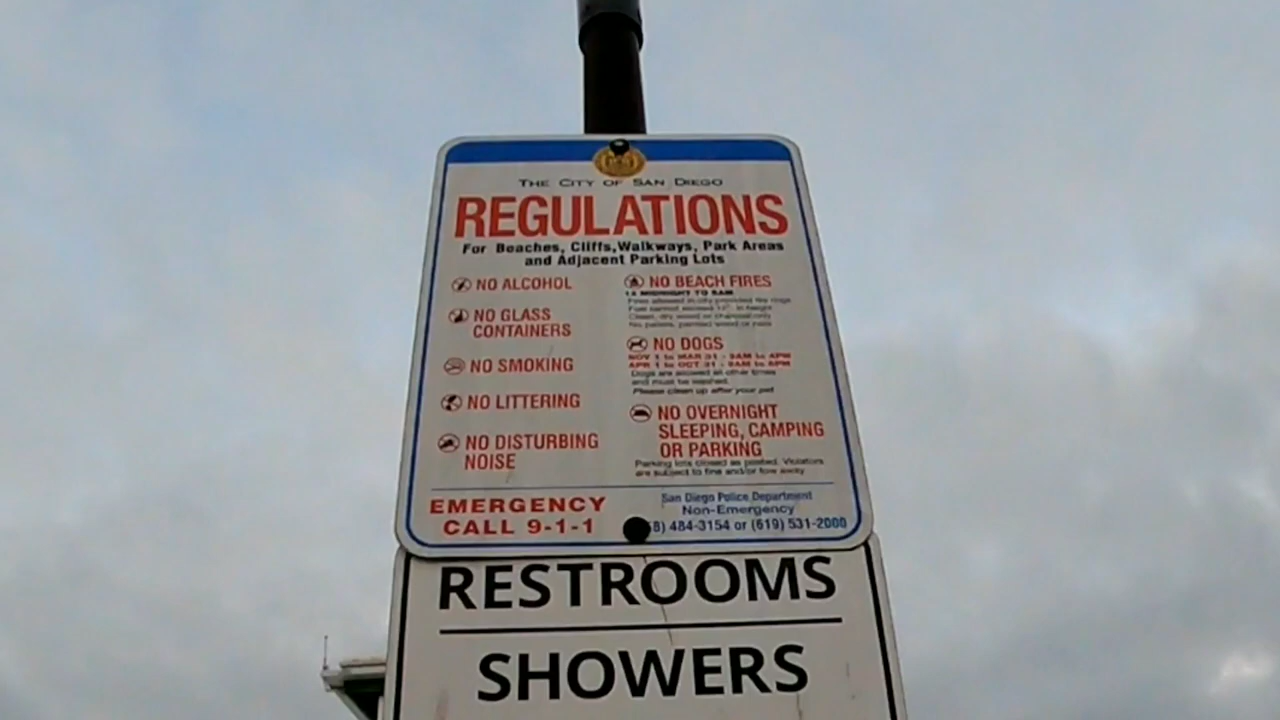 THE CITY OF SAN DIEGO
REGULATIONS
For Beaches, Cliffs, Walkways, Park Areas
and Adjacent Parking Lots
NO ALCOHOL
NO GLASS
CONTAINERS
NO SMOKING
NO LITTERING
NO DISTURBING
NOISE
NO BEACH FIRES
12 MIDNIGHT TO 5AM
Fires allowed in city provided fire rings
Fuel cannot exceed 12" in height
Clean, dry wood or charcoal only
No pallets, painted wood or nails
NO DOGS
NOV 1 to MAR 31 - 9AM to 4PM
APR 1 to OCT 31 - 9AM to 6PM
Dogs are allowed at other times
and must be leashed.
Please clean up after your pet
NO OVERNIGHT
SLEEPING, CAMPING
OR PARKING
Parking lots closed as posted. Violators
are subject to fine and/or tow away
EMERGENCY
CALL 9-1-1
San Diego Police Department
Non-Emergency
8) 484-3154 or (619) 531-2000
RESTROOMS
SHOWERS